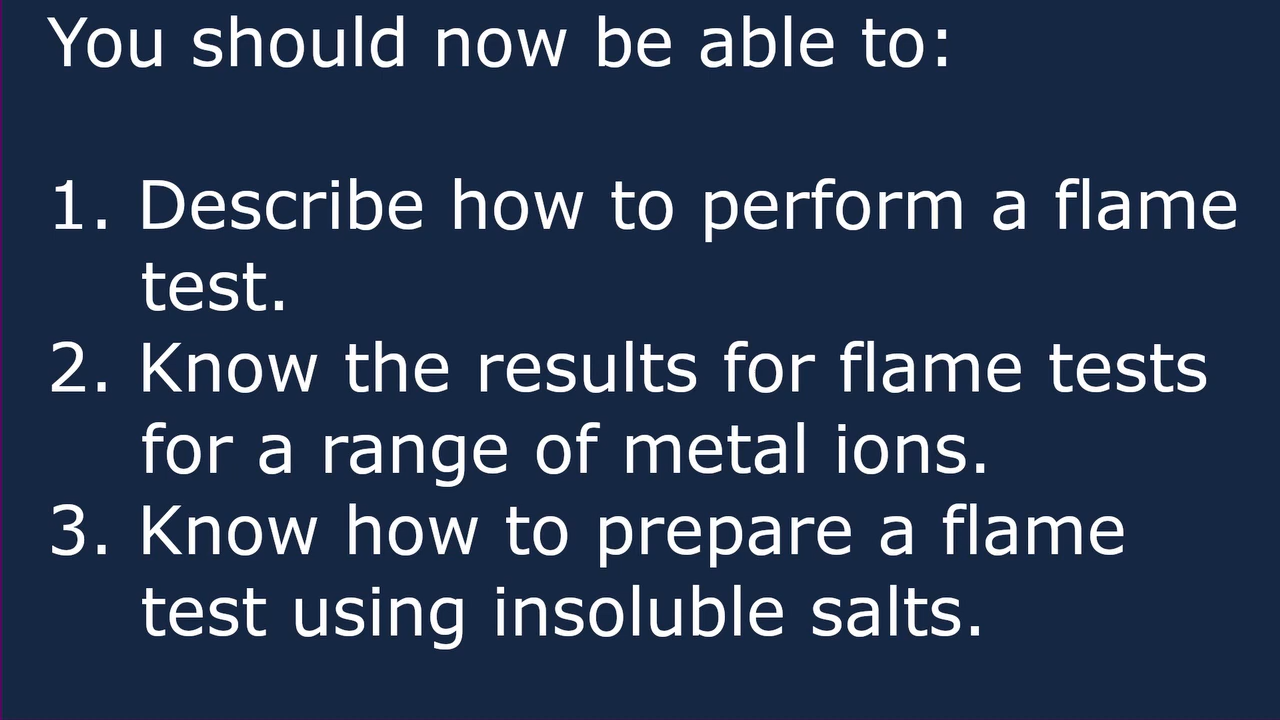 You should now be able to:
1. Describe how to perform a flame
test.
2. Know the results for flame tests
for a range of metal ions.
3. Know how to prepare a flame
test using insoluble salts.